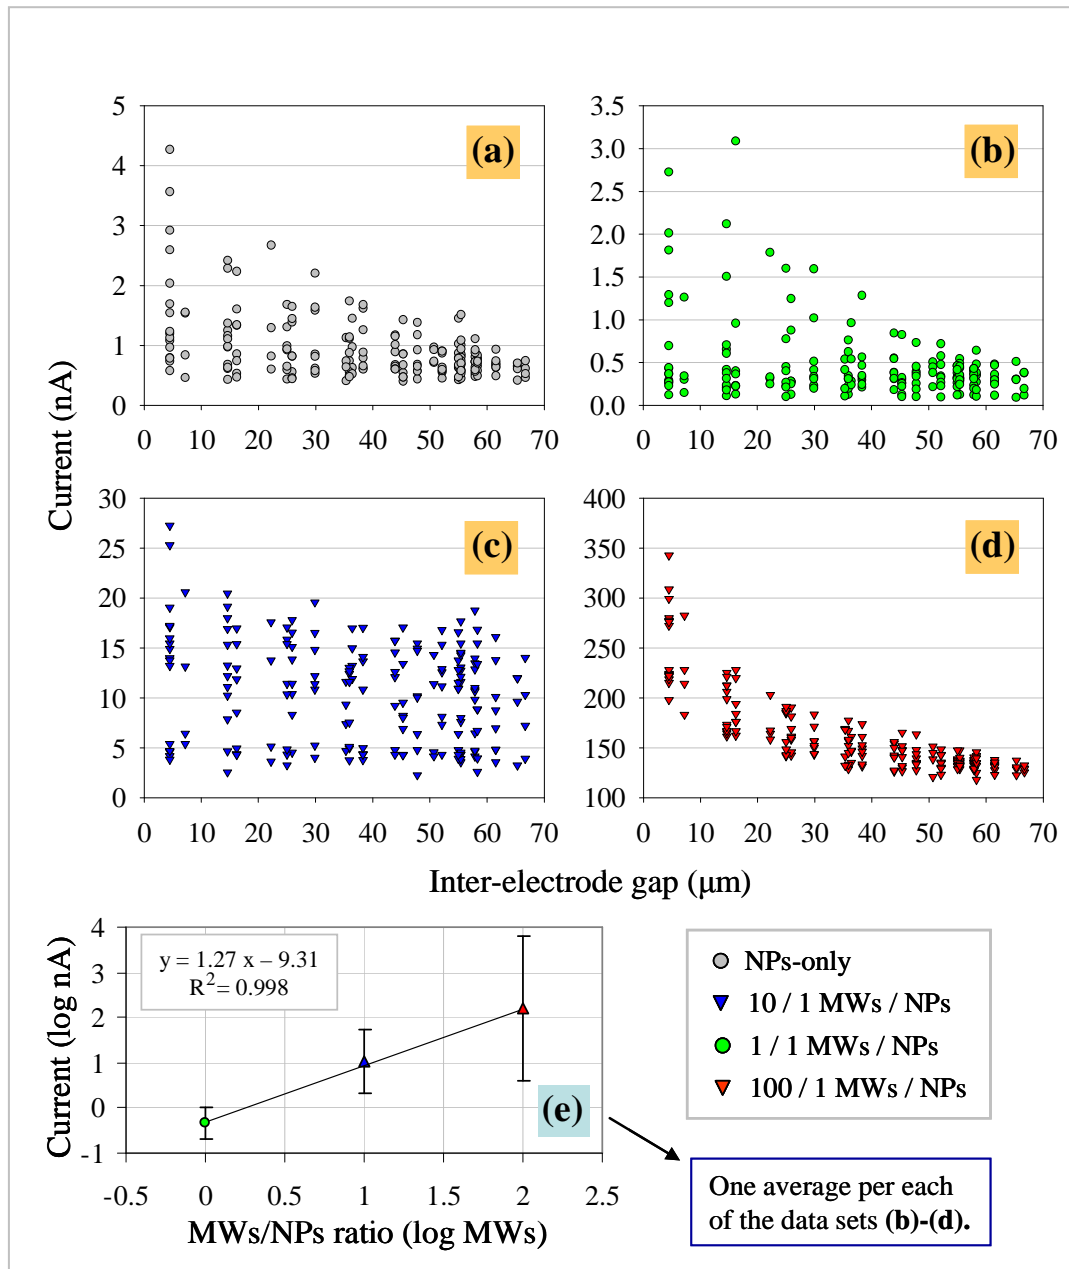 5
4
3
2
1
0
0 10 20 30 40 50 60 70
(a)
3.5
3.0
2.5
2.0
1.5
1.0
0.5
0.0
0 10 20 30 40 50 60 70
(b)
Current (nA)
30
25
20
15
10
5
0
0 10 20 30 40 50 60 70
(c)
400
350
300
250
200
150
100
0 10 20 30 40 50 60 70
(d)
Inter-electrode gap (μm)
4
3
2
1
0
-1
-0.5 0 0.5 1 1.5 2 2.5
Current (log nA)
y = 1.27 x – 9.31
R²= 0.998
(e)
MWs/NPs ratio (log MWs)
NPs-only
10 / 1 MWs / NPs
1 / 1 MWs / NPs
100 / 1 MWs / NPs
One average per each
of the data sets (b)-(d).